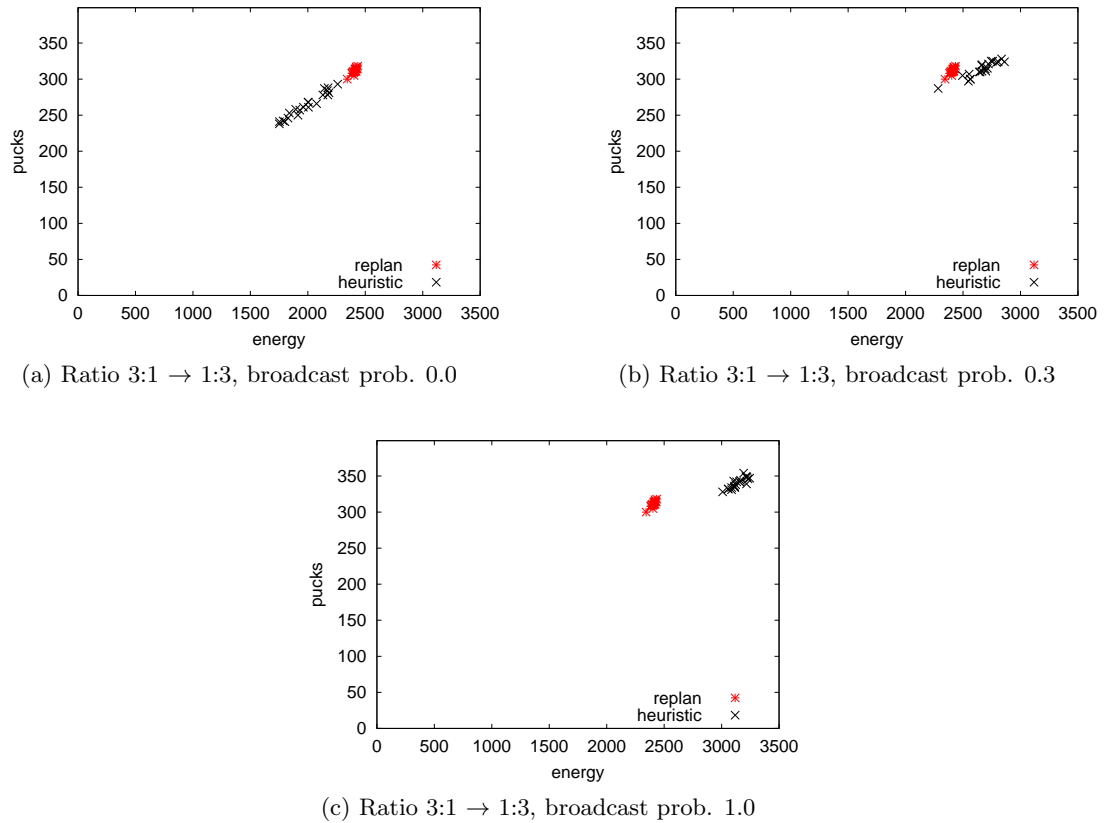 350
300
250
200
150
100
50
0
pucks
replan
heuristic
0 500 1000 1500 2000 2500 3000 3500
energy
(a) Ratio 3:1 → 1:3, broadcast prob. 0.0
350
300
250
200
150
100
50
0
pucks
replan
heuristic
0 500 1000 1500 2000 2500 3000 3500
energy
(b) Ratio 3:1 → 1:3, broadcast prob. 0.3
350
300
250
200
150
100
50
0
pucks
replan
heuristic
0 500 1000 1500 2000 2500 3000 3500
energy
(c) Ratio 3:1 → 1:3, broadcast prob. 1.0